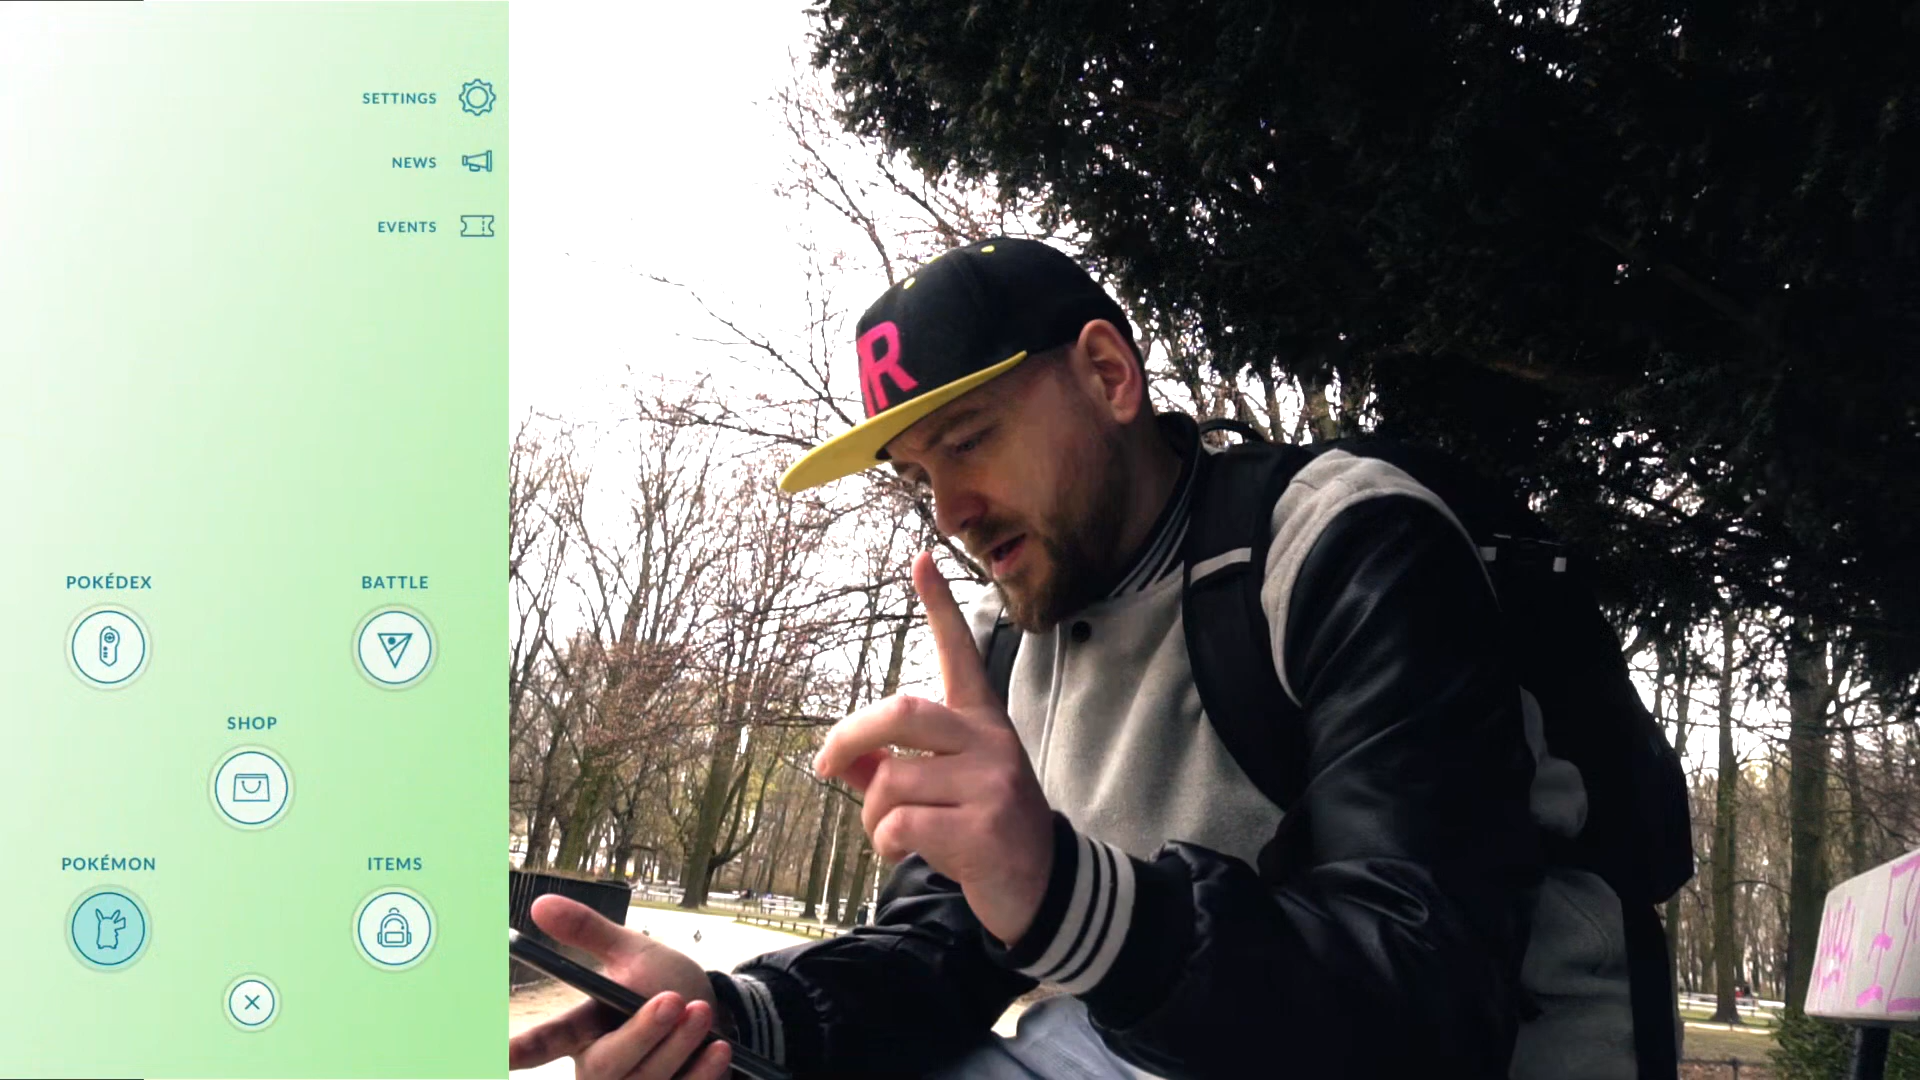 SETTINGS
NEWS
EVENTS
POKÉDEX
BATTLE
SHOP
POKÉMON
ITEMS
R